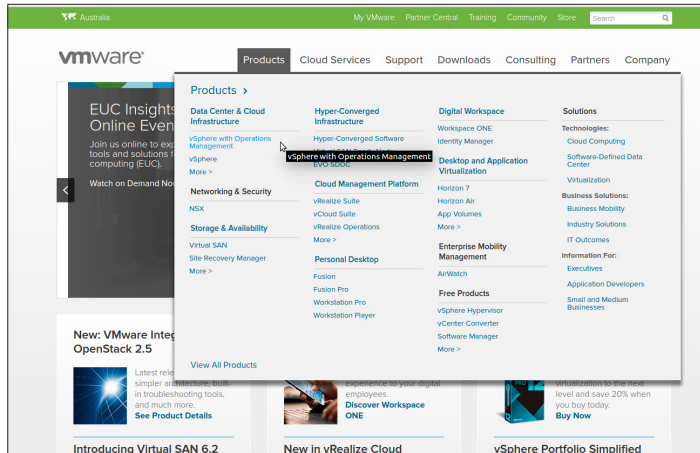 Australia
My VMware Partner Central Training Community Store Search
vmware®
Products Cloud Services Support Downloads Consulting Partners Company
EUC Insights
Online Even
Join us online to exp
tools and solutions f
computing (EUC).
Watch on Demand No
Products >
Data Center & Cloud
Infrastructure
vSphere with Operations
Management
vSphere
More >
Networking & Security
NSX
Storage & Availability
Virtual SAN
Site Recovery Manager
More >
Hyper-Converged
Infrastructure
Hyper-Converged Software
vSphere with Operations Management
EVO SDDC
Cloud Management Platform
vRealize Suite
vCloud Suite
vRealize Operations
More >
Personal Desktop
Fusion
Fusion Pro
Workstation Pro
Workstation Player
Digital Workspace
Workspace ONE
Identity Manager
Desktop and Application
Virtualization
Horizon 7
Horizon Air
App Volumes
More >
Enterprise Mobility
Management
AirWatch
Free Products
vSphere Hypervisor
vCenter Converter
Software Manager
More >
Solutions
Technologies:
Cloud Computing
Software-Defined Data
Center
Virtualization
Business Solutions:
Business Mobility
Industry Solutions
IT Outcomes
Information For:
Executives
Application Developers
Small and Medium
Businesses
View All Products
New: VMware Integ
OpenStack 2.5
Latest rele
simpler architecture, built-
in troubleshooting tools,
and much more.
See Product Details
experience to your digital
employees.
Discover Workspace
ONE
PRO
virtualization to the next
level and save 20% when
you buy today.
Buy Now
Introducing Virtual SAN 6.2
New in vRealize Cloud
vSphere Portfolio Simplified